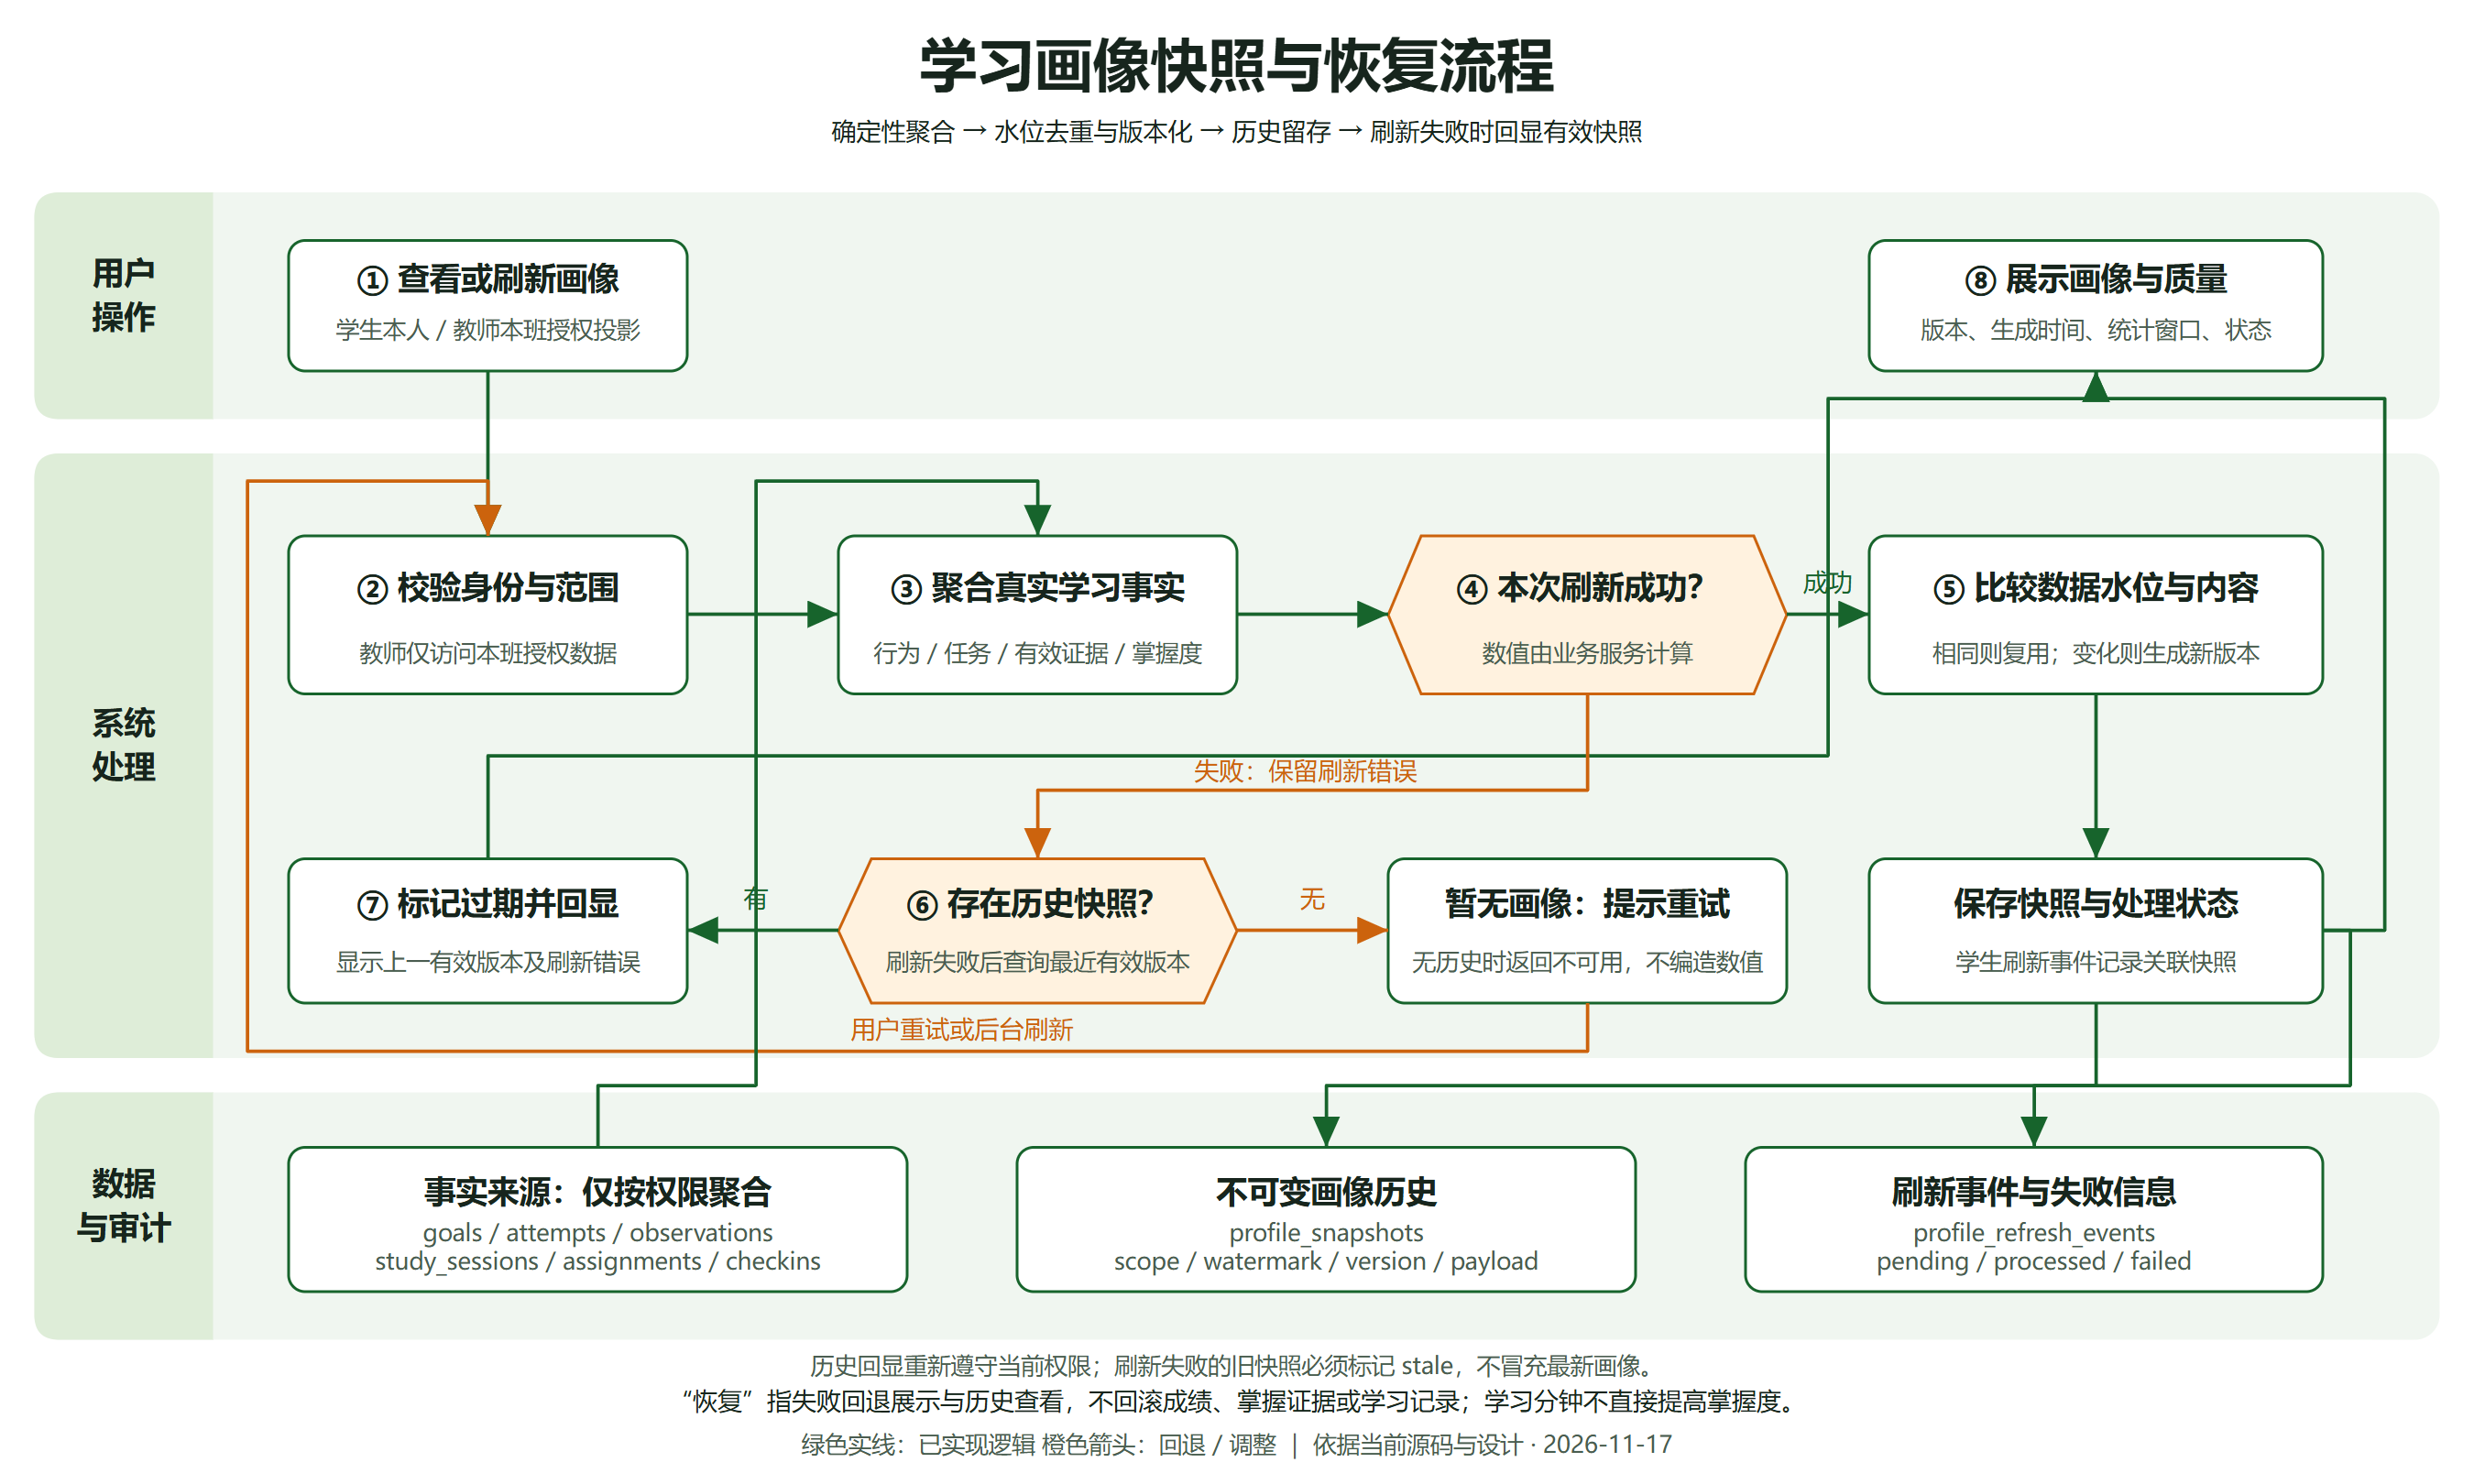 学习画像快照与恢复流程
确定性聚合 → 水位去重与版本化 → 历史留存 → 刷新失败时回显有效快照
用户
操作
① 查看或刷新画像
学生本人 / 教师本班授权投影
⑧ 展示画像与质量
版本、生成时间、统计窗口、状态
系统
处理
② 校验身份与范围
教师仅访问本班授权数据
③ 聚合真实学习事实
行为 / 任务 / 有效证据 / 掌握度
④ 本次刷新成功？
数值由业务服务计算
成功
⑤ 比较数据水位与内容
相同则复用；变化则生成新版本
失败：保留刷新错误
⑦ 标记过期并回显
显示上一有效版本及刷新错误
有
⑥ 存在历史快照？
刷新失败后查询最近有效版本
无
暂无画像：提示重试
无历史时返回不可用，不编造数值
保存快照与处理状态
学生刷新事件记录关联快照
用户重试或后台刷新
数据
与审计
事实来源：仅按权限聚合
goals / attempts / observations
study_sessions / assignments / checkins
不可变画像历史
profile_snapshots
scope / watermark / version / payload
刷新事件与失败信息
profile_refresh_events
pending / processed / failed
历史回显重新遵守当前权限；刷新失败的旧快照必须标记 stale，不冒充最新画像。
“恢复”指失败回退展示与历史查看，不回滚成绩、掌握证据或学习记录；学习分钟不直接提高掌握度。
绿色实线：已实现逻辑 橙色箭头：回退 / 调整 ｜ 依据当前源码与设计 · 2026-11-17